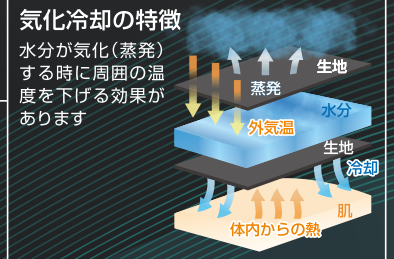 気化冷却の特徴
水分が気化(蒸発)
する時に周囲の温
度を下げる効果が
あります
生地
蒸発
水分
外気温
生地
冷却
肌
体内からの熱